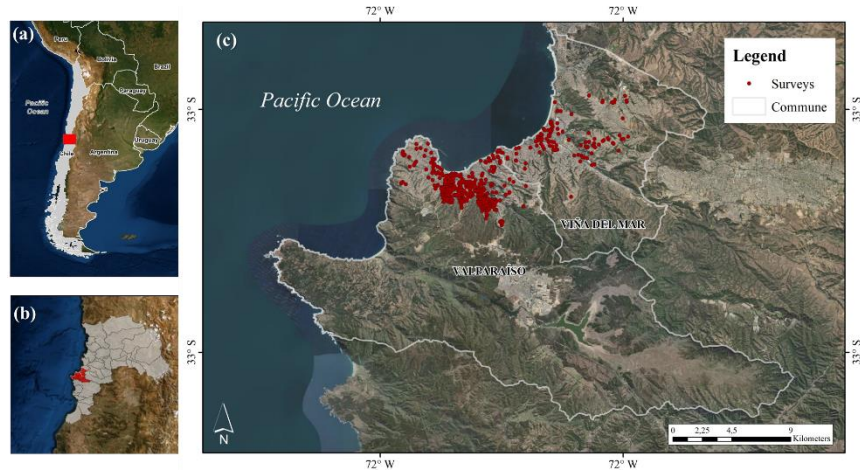 (a)
Peru
Bolivia
Brazil
Paraguay
Pacific
Ocean
Uruguay
Chile
Argentina
(b)
72° W
72° W
(c)
Pacific Ocean
Legend
Surveys
Commune
33° S
33° S
VIÑA DEL MAR
VALPARAÍSO
33° S
33° S
N
0 2,25 4,5 9
Kilometers
72° W
72° W